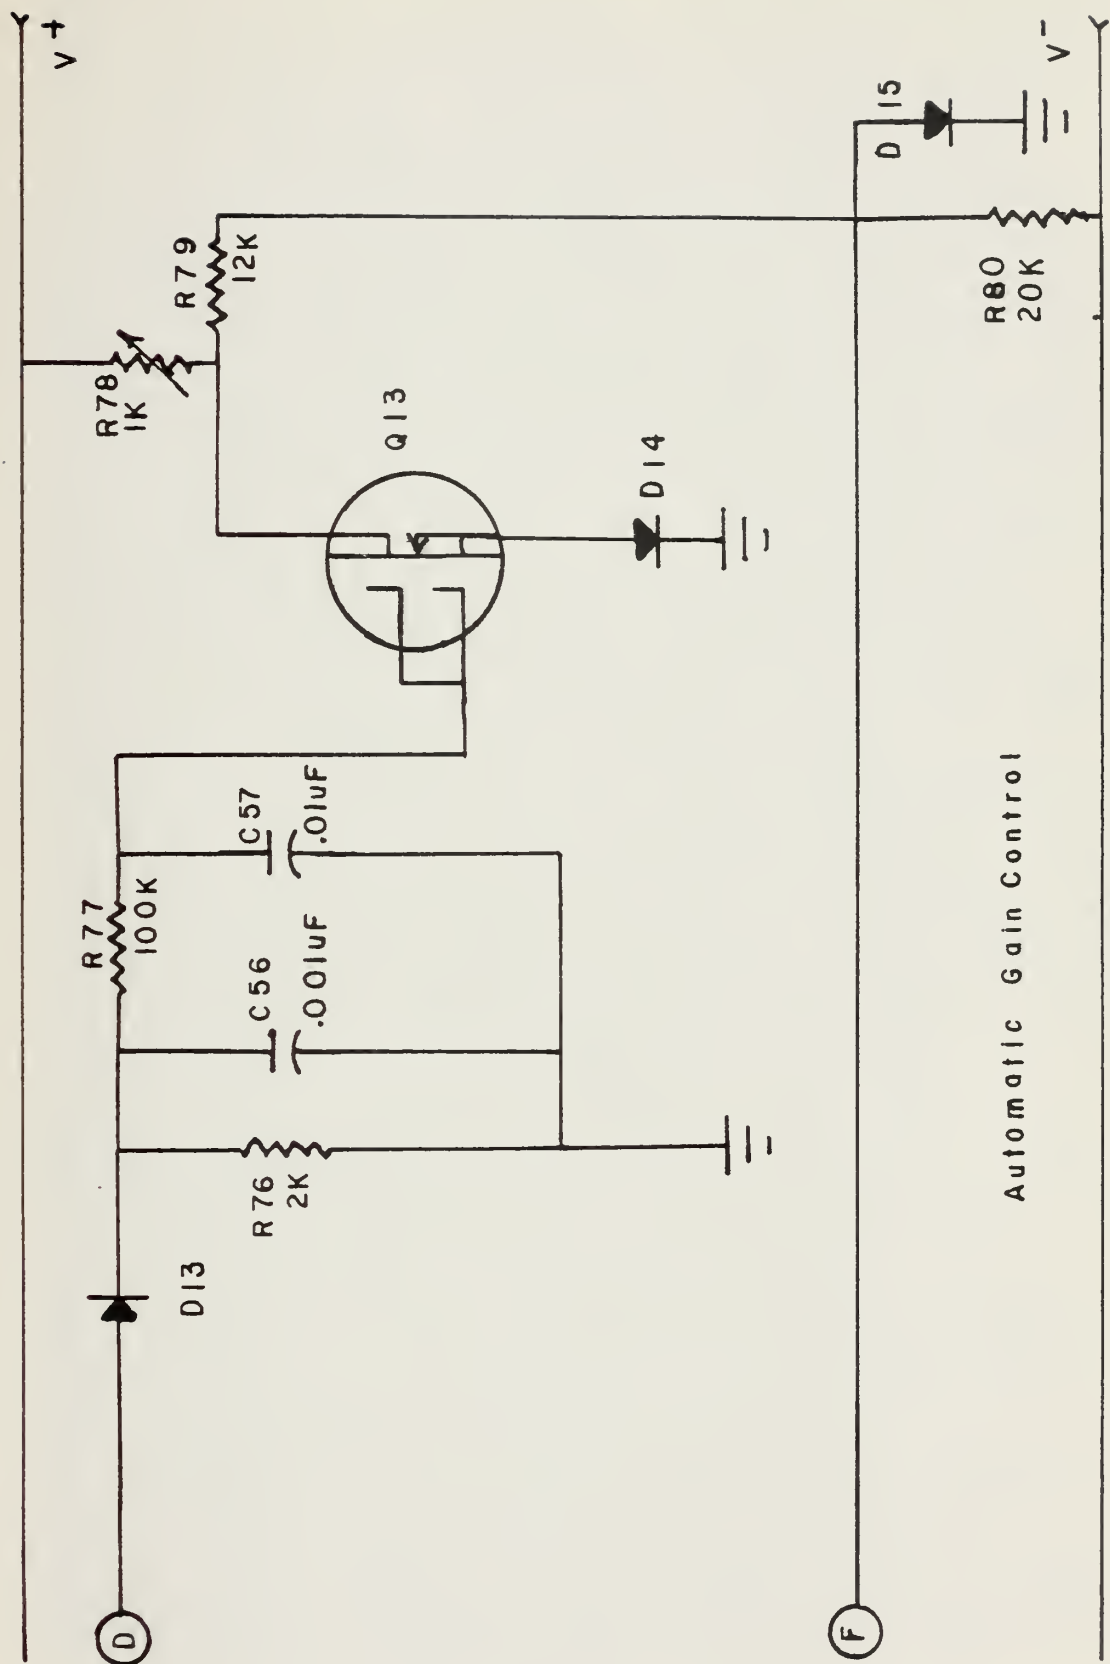 V+
R78
1K
R79
12K
D 15
V-
R77
100K
C57
.01uF
C56
.001uF
R76
2K
D13
Q13
D14
R80
20K
D
F
Automatic Gain Control